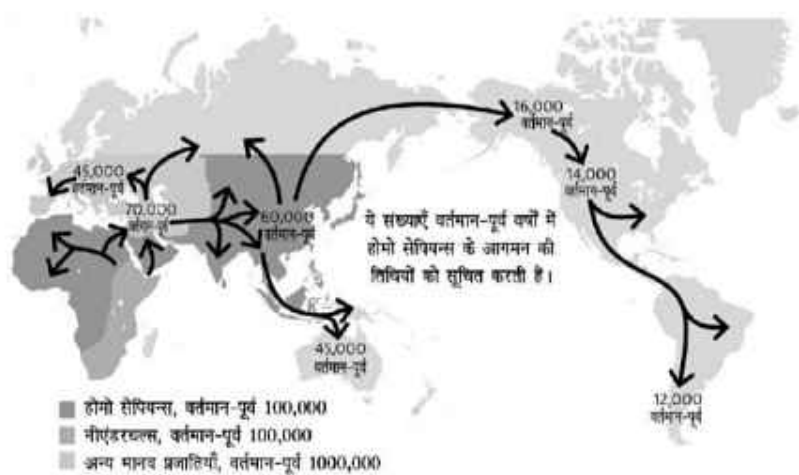 16,000
वर्तमान-पूर्व
45,000
वर्तमान-पूर्व
14,000
वर्तमान-पूर्व
70,000
वर्तमान-पूर्व
60,000
वर्तमान-पूर्व
ये संख्याएँ वर्तमान-पूर्व वर्षों में
होमो सेपियन्स के आगमन की
तिथियों को सूचित करती हैं।
45,000
वर्तमान-पूर्व
12,000
वर्तमान-पूर्व
होमो सेपियन्स, वर्तमान-पूर्व 100,000
नीएंडरथल्स, वर्तमान-पूर्व 100,000
अन्य मानव प्रजातियाँ, वर्तमान-पूर्व 1000,000